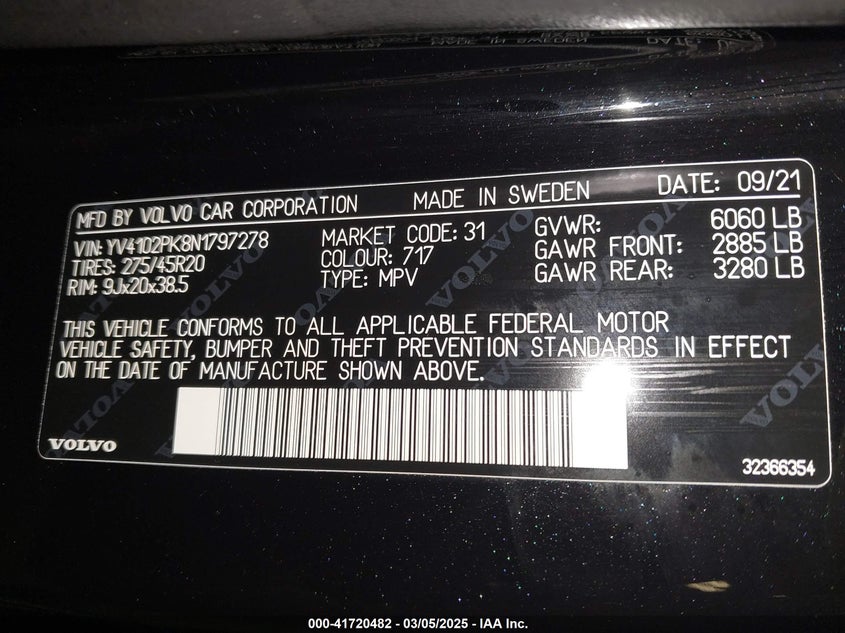 MFD BY VOLVO CAR CORPORATION MADE IN SWEDEN DATE: 09/21
VIN: YV4102PK8N1797278 MARKET CODE: 31 GVWR: 6060 LB
TIRES: 275/45R20 COLOUR: 717 GAWR FRONT: 2885 LB
RIM: 9Jx20x38.5 TYPE: MPV GAWR REAR: 3280 LB
THIS VEHICLE CONFORMS TO ALL APPLICABLE FEDERAL MOTOR
VEHICLE SAFETY, BUMPER AND THEFT PREVENTION STANDARDS IN EFFECT
ON THE DATE OF MANUFACTURE SHOWN ABOVE.
VOLVO
32366354
000-41720482 - 03/05/2025 - IAA Inc.